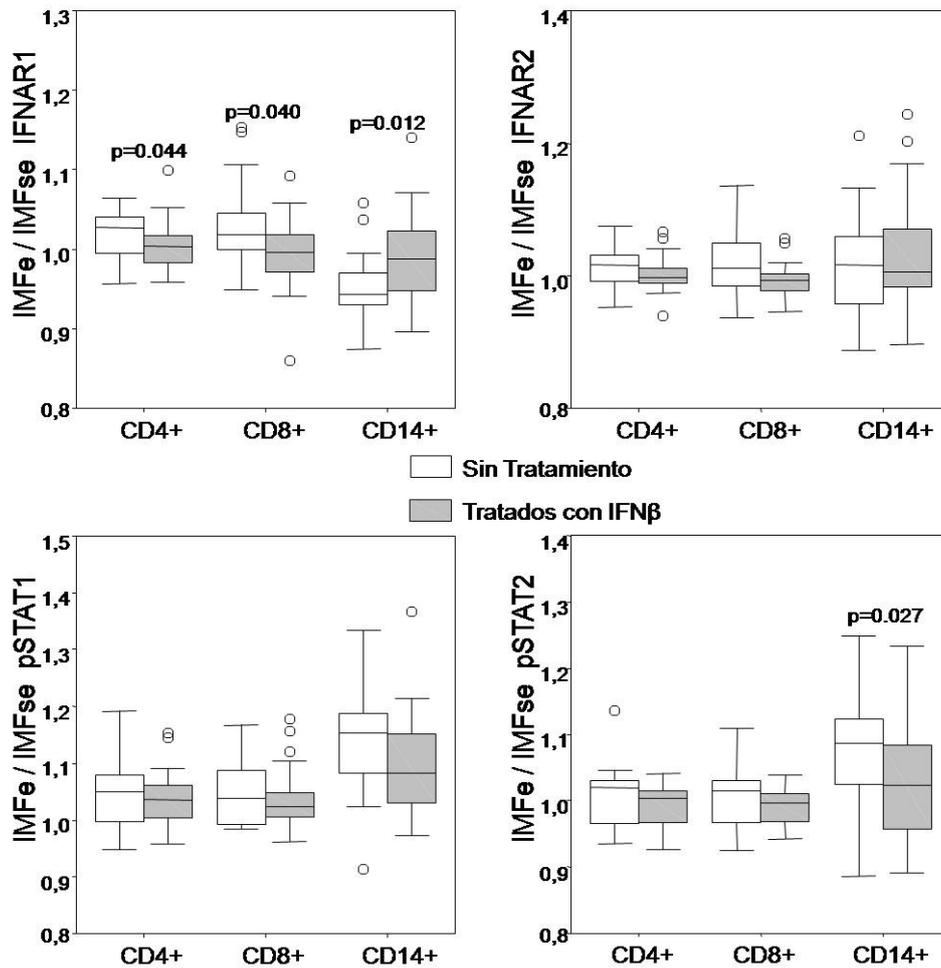 IMFe / IMFse IFNAR1
1,3
1,2
1,1
1,0
0,9
0,8
p=0.044
p=0.040
p=0.012
CD4+
CD8+
CD14+
IMFe / IMFse IFNAR2
1,4
1,2
1,0
0,8
CD4+
CD8+
CD14+
Sin Tratamiento
Tratados con IFNβ
IMFe / IMFse pSTAT1
1,5
1,4
1,3
1,2
1,1
1,0
0,9
0,8
CD4+
CD8+
CD14+
IMFe / IMFse pSTAT2
1,4
1,3
1,2
1,1
1,0
0,9
0,8
p=0.027
CD4+
CD8+
CD14+